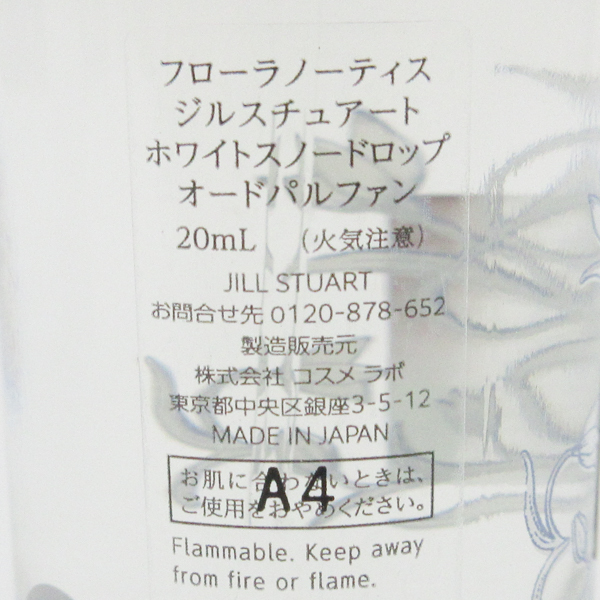 フローラノーティス
ジルスチュアート
ホワイトスノードロップ
オードパルファン
20mL （火気注意）
JILL STUART
お問合せ先 0120-878-652
製造販売元
株式会社 コスメ ラボ
東京都中央区銀座3-5-12
MADE IN JAPAN
お肌に合わないときは、
ご使用をおやめください。
A4
Flammable. Keep away
from fire or flame.